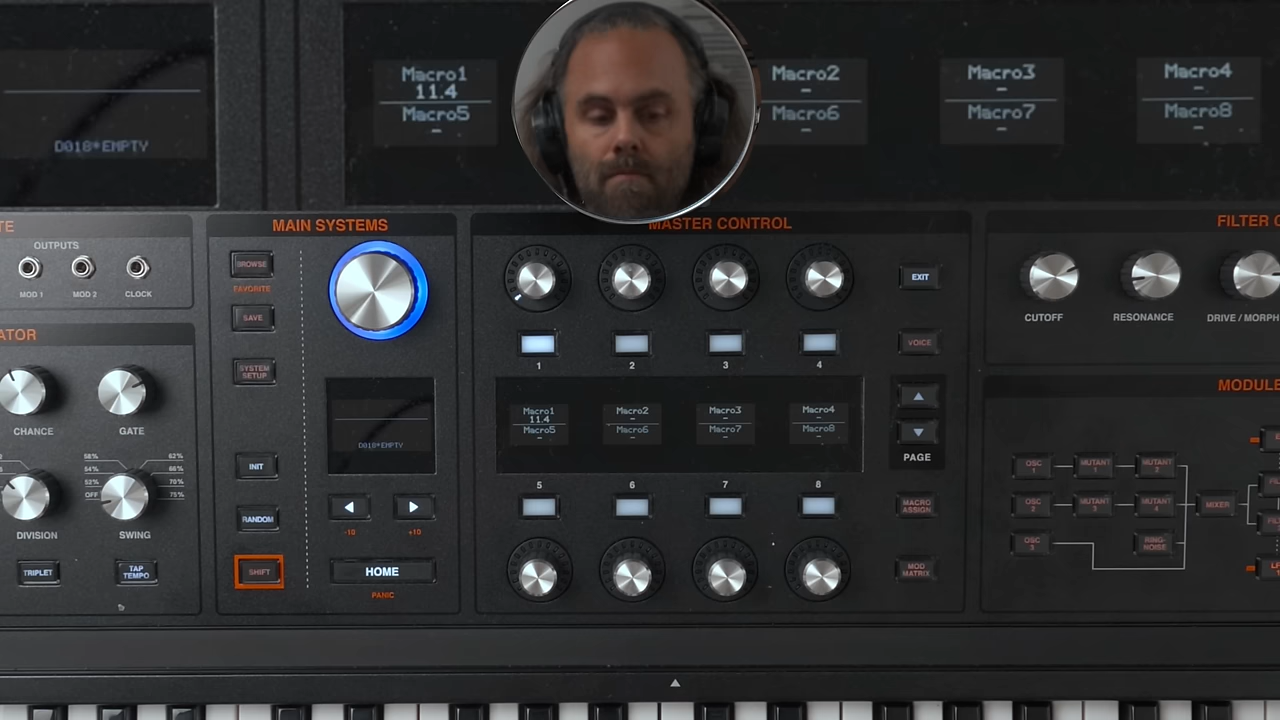 Macro1
11.4
Macro5
Macro2
Macro6
Macro3
Macro7
Macro4
Macro8
D018*EMPTY
TE
MAIN SYSTEMS
MASTER CONTROL
FILTER C
OUTPUTS
MOD 1
MOD 2
CLOCK
BROWSE
FAVORITE
SAVE
SYSTEM
SETUP
INIT
RANDOM
SHIFT
D018*EMPTY
-10
+10
HOME
PANIC
ATOR
CHANCE
GATE
58%
62%
54%
66%
52%
70%
OFF
75%
DIVISION
SWING
TRIPLET
TAP
TEMPO
1
2
3
4
Macro1
11.4
Macro5
Macro2
Macro6
Macro3
Macro7
Macro4
Macro8
5
6
7
8
EXIT
VOICE
PAGE
MACRO
ASSIGN
MOD
MATRIX
CUTOFF
RESONANCE
DRIVE / MORPH
MODULE
OSC
1
MUTANT
1
MUTANT
2
OSC
2
MUTANT
3
MUTANT
4
MIXER
OSC
3
RING-
NOISE